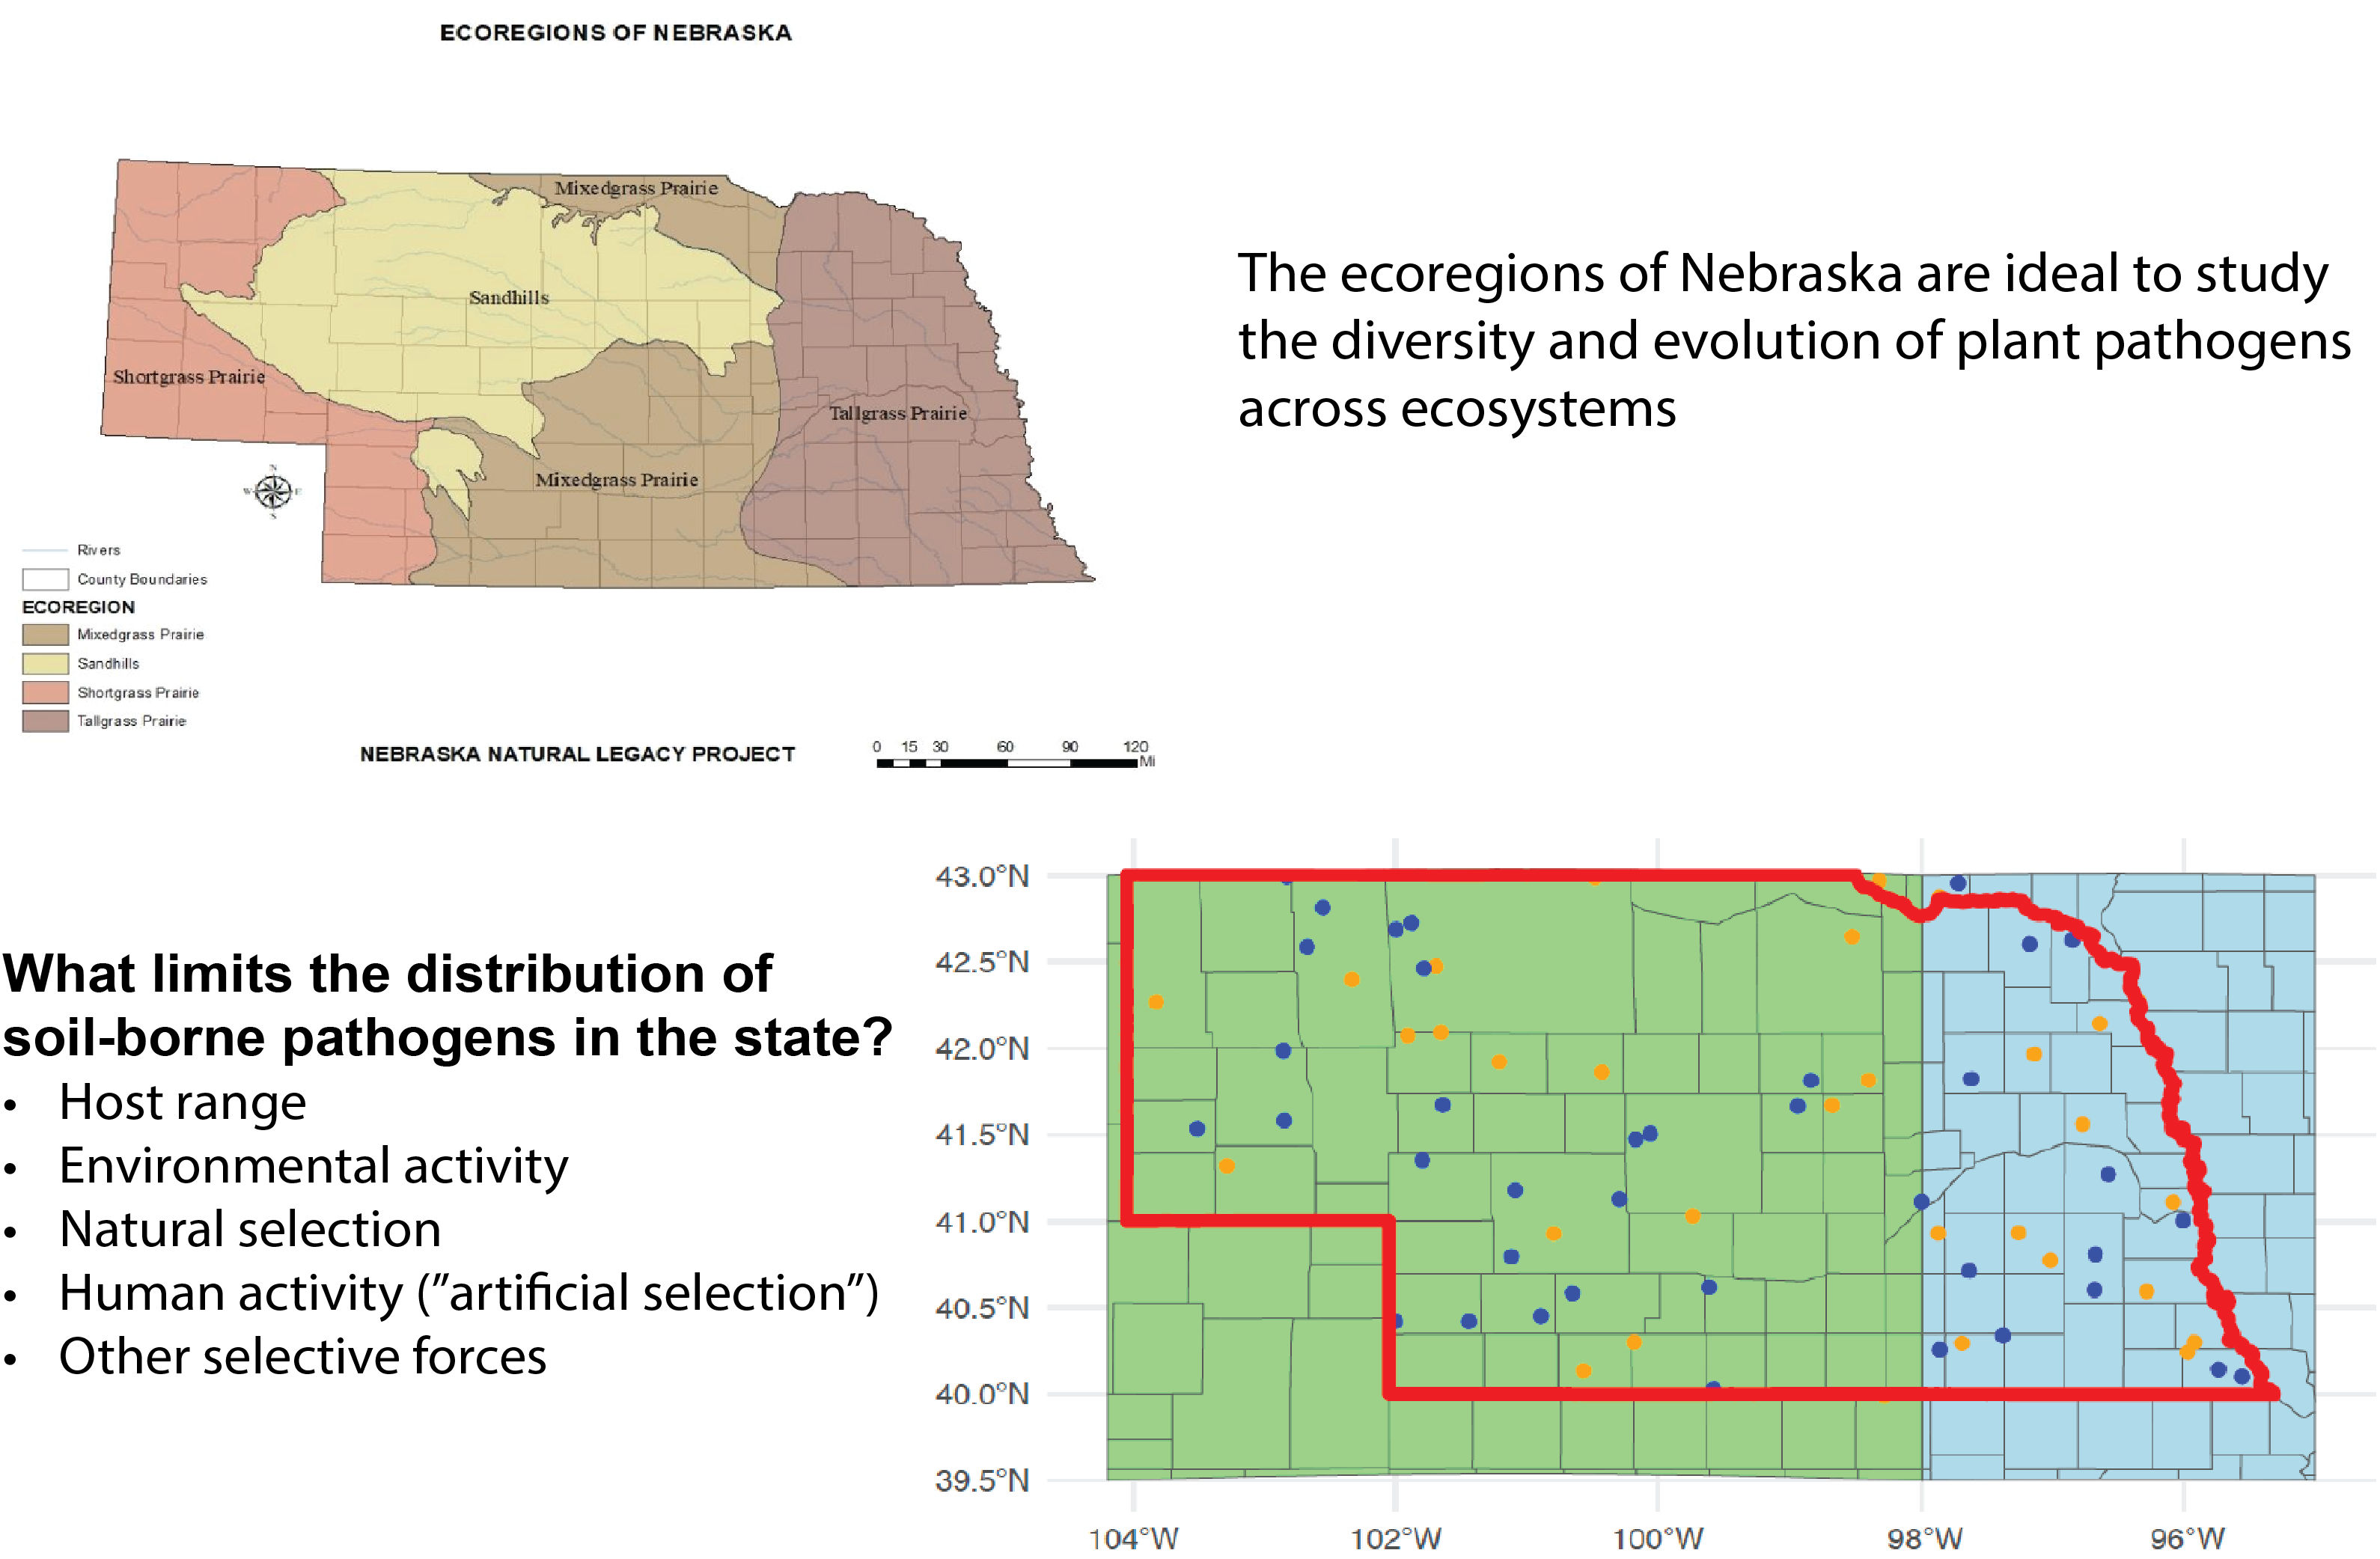 ECOREGIONS OF NEBRASKA
Mixedgrass Prairie
Sandhills
Shortgrass Prairie
Tallgrass Prairie
Mixedgrass Prairie
N
W E
S
Rivers
County Boundaries
ECOREGION
Mixedgrass Prairie
Sandhills
Shortgrass Prairie
Tallgrass Prairie
NEBRASKA NATURAL LEGACY PROJECT
0 15 30 60 90 120
Mi
The ecoregions of Nebraska are ideal to study
the diversity and evolution of plant pathogens
across ecosystems
What limits the distribution of
soil-borne pathogens in the state?
• Host range
• Environmental activity
• Natural selection
• Human activity (”artificial selection”)
• Other selective forces
43.0°N
42.5°N
42.0°N
41.5°N
41.0°N
40.5°N
40.0°N
39.5°N
104°W 102°W 100°W 98°W 96°W